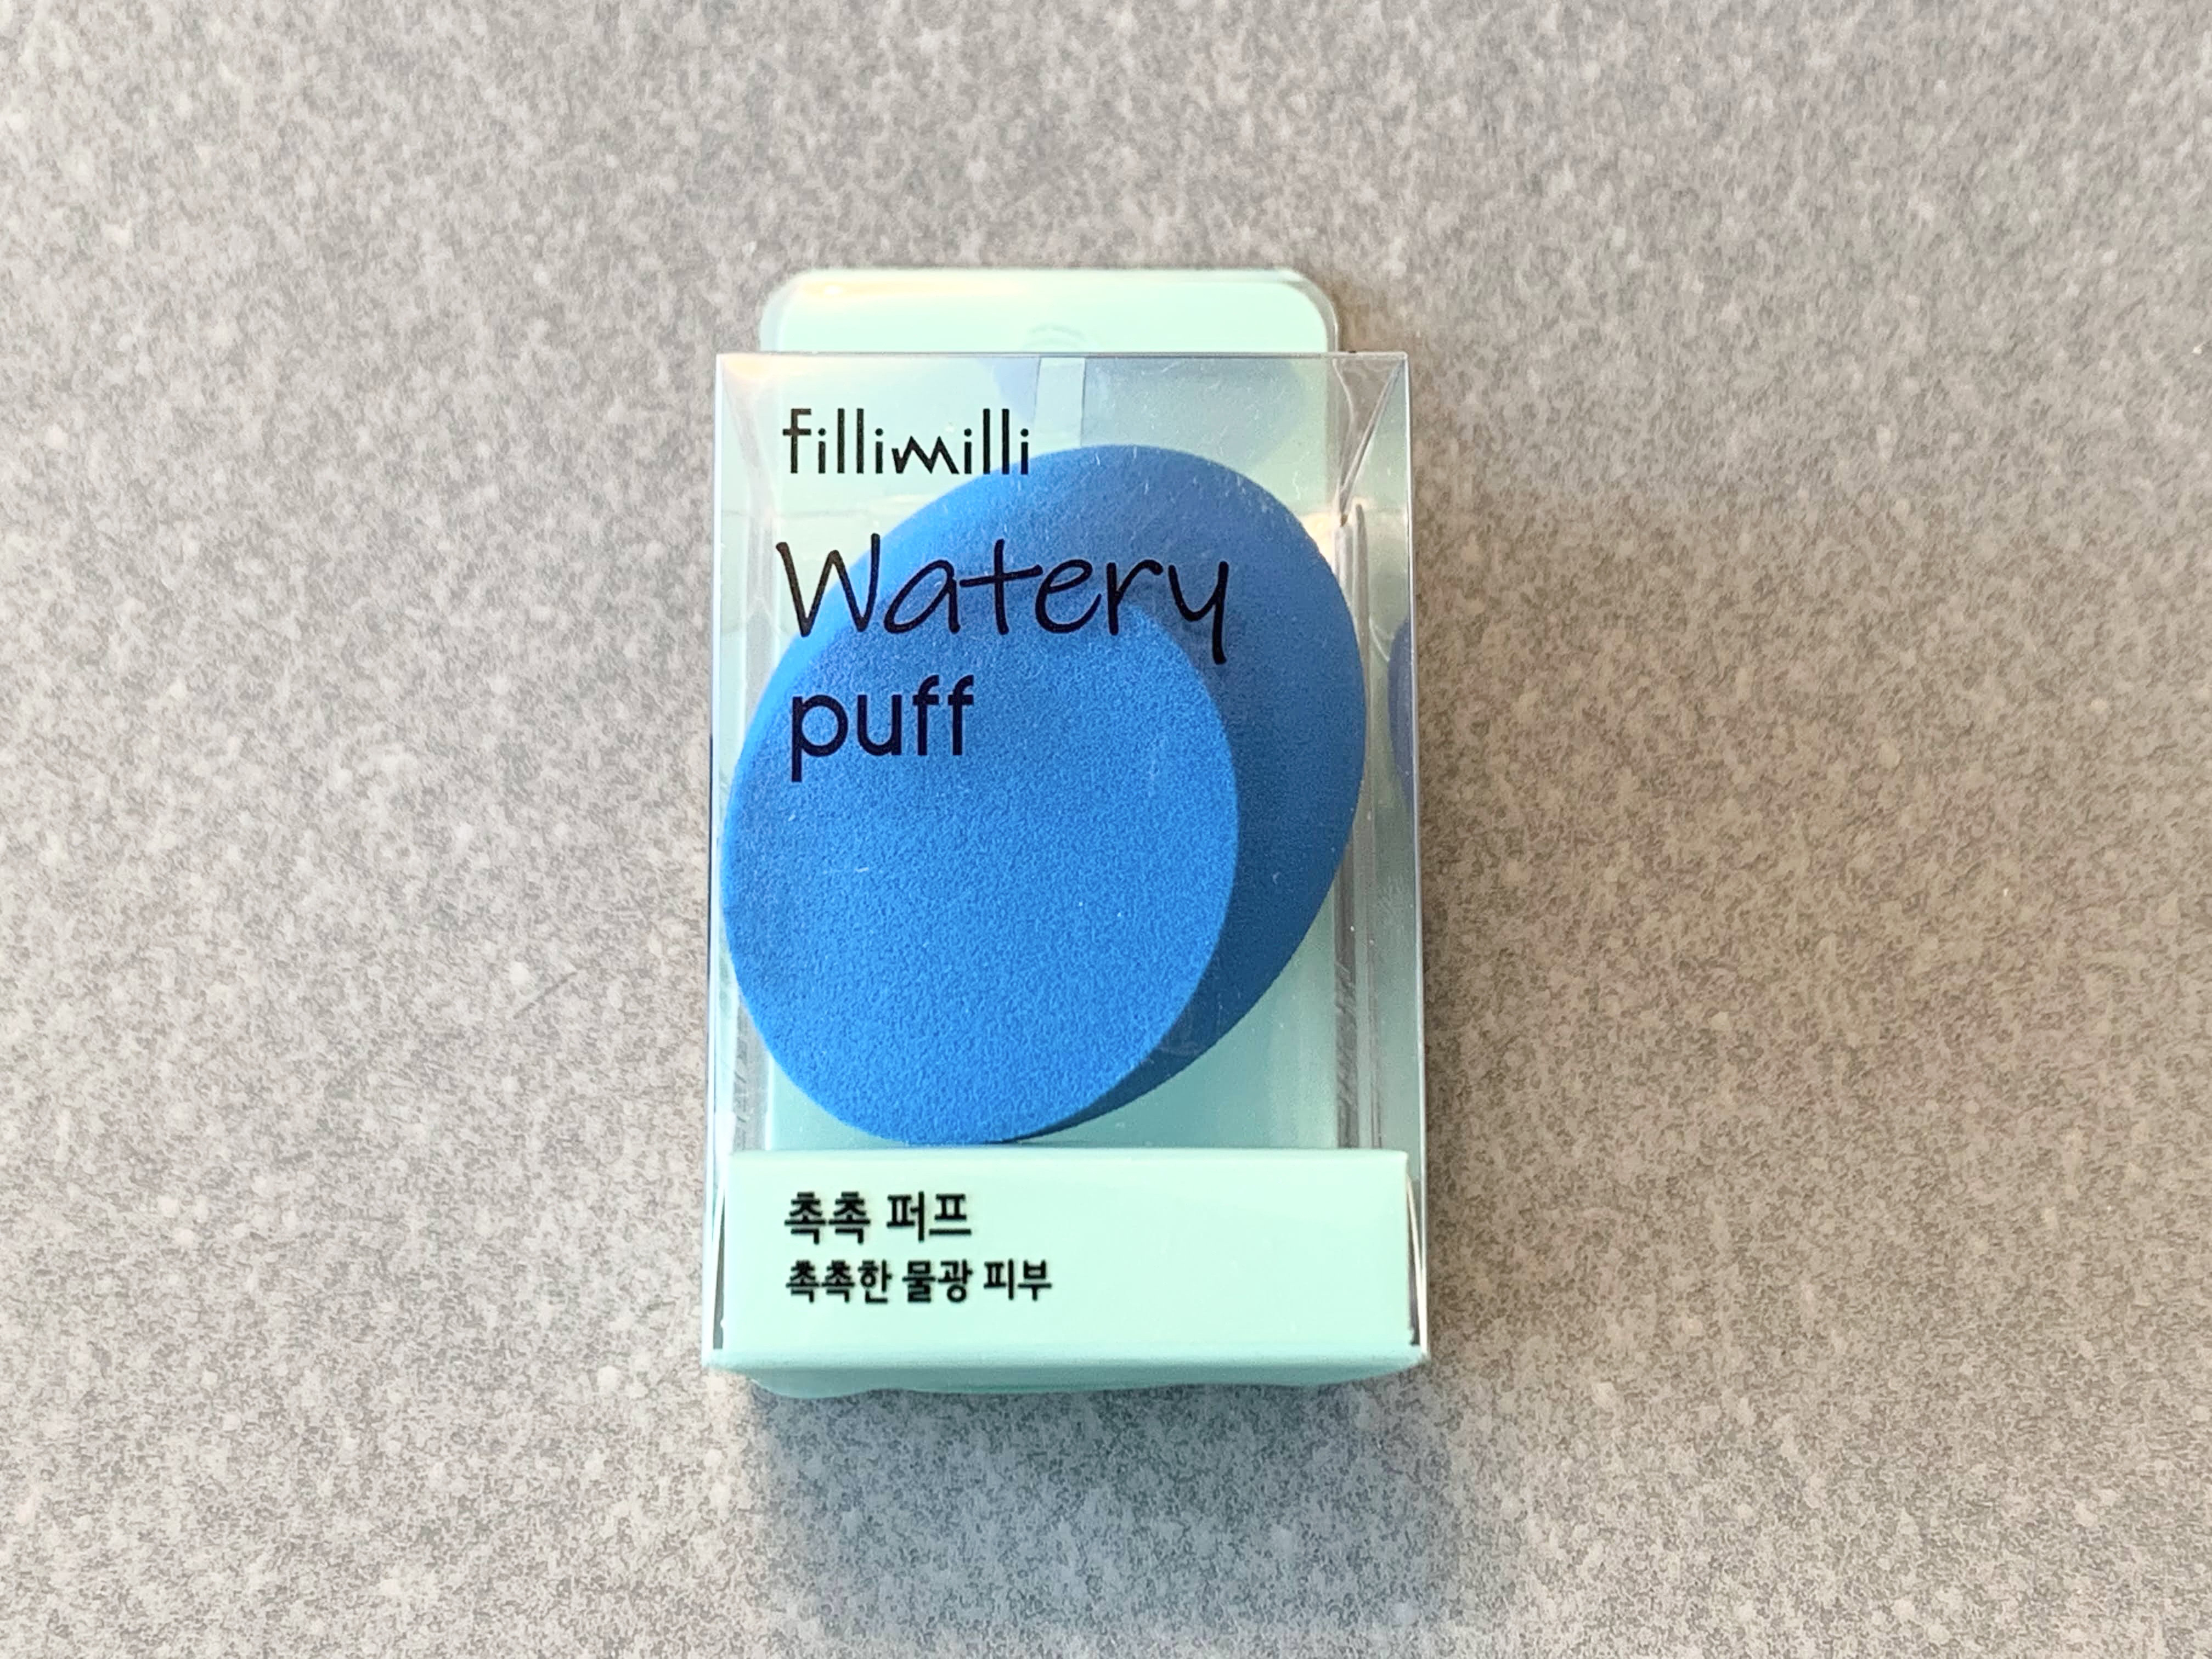 fillimilli
Watery
puff
촉촉 퍼프
촉촉한 물광 피부